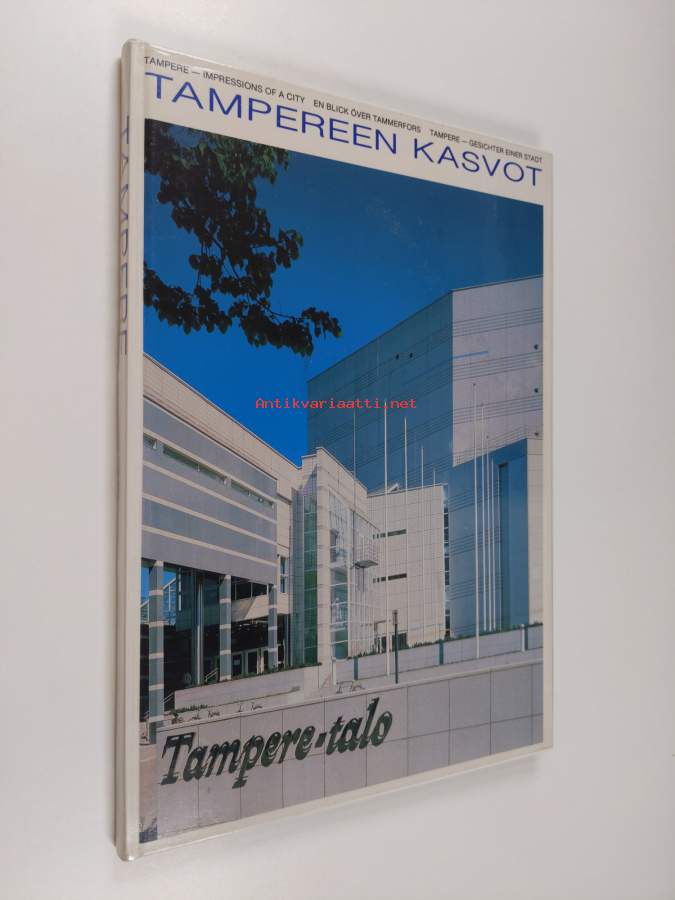 TAMPERE — IMPRESSIONS OF A CITY EN BLICK ÖVER TAMMERFORS TAMPERE — GESICHTER EINER STADT
TAMPEREEN KASVOT
TAMPERE
Antikvariaatti.net
Tampere-talo